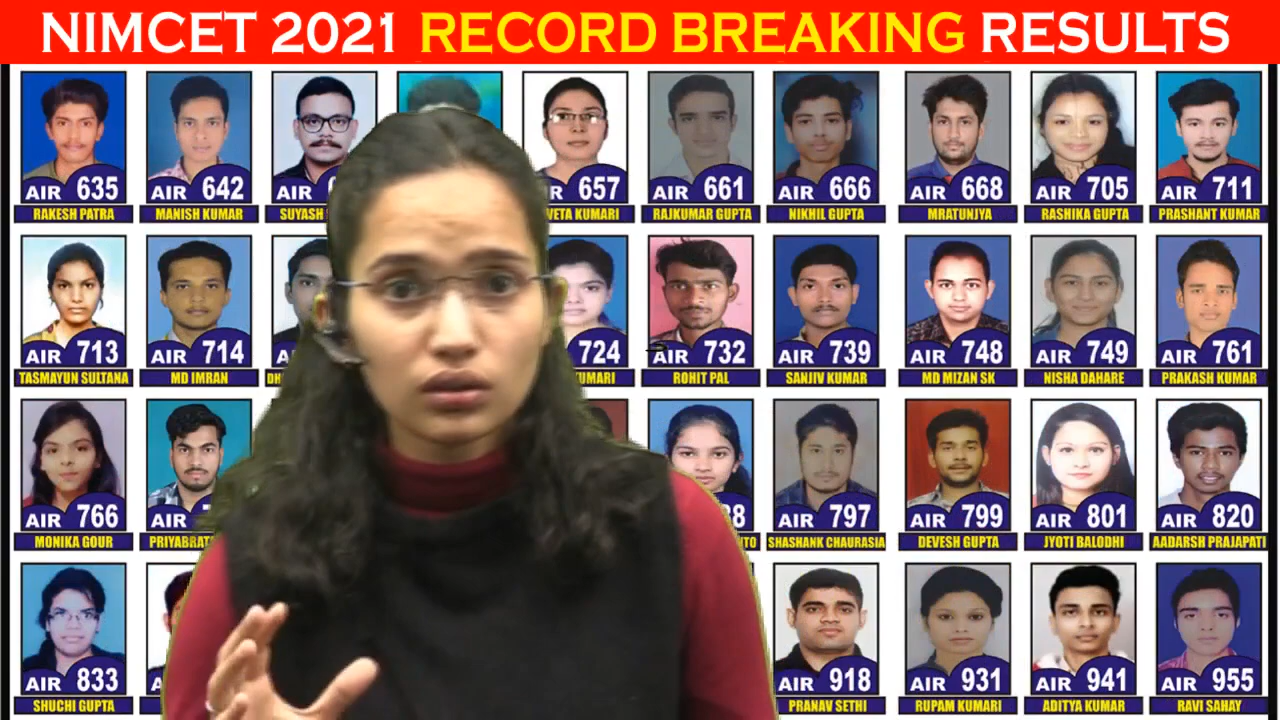 NIMCET 2021 RECORD BREAKING RESULTS
AIR 635 AIR 642 AIR 657 AIR 661 AIR 666 AIR 668 AIR 705 AIR 711
RAKESH PATRA MANISH KUMAR SUYASH KUMARI RAJKUMAR GUPTA NIKHIL GUPTA MRATUNJYA RASHIKA GUPTA PRASHANT KUMAR
AIR 713 AIR 714 724 AIR 732 AIR 739 AIR 748 AIR 749 AIR 761
TASMAYUN SULTANA MD IMRAN ROHIT PAL SANJIV KUMAR MD MIZAN SK NISHA DAHARE PRAKASH KUMAR
AIR 766 AIR AIR 797 AIR 799 AIR 801 AIR 820
MONIKA GOUR SHASHANK CHAURASIA DEVESH GUPTA JYOTI BALODHI AADARSH PRAJAPATI
AIR 833 AIR 918 AIR 931 AIR 941 AIR 955
SHUCHI GUPTA PRANAV SETHI RUPAM KUMARI ADITYA KUMAR RAVI SAHAY